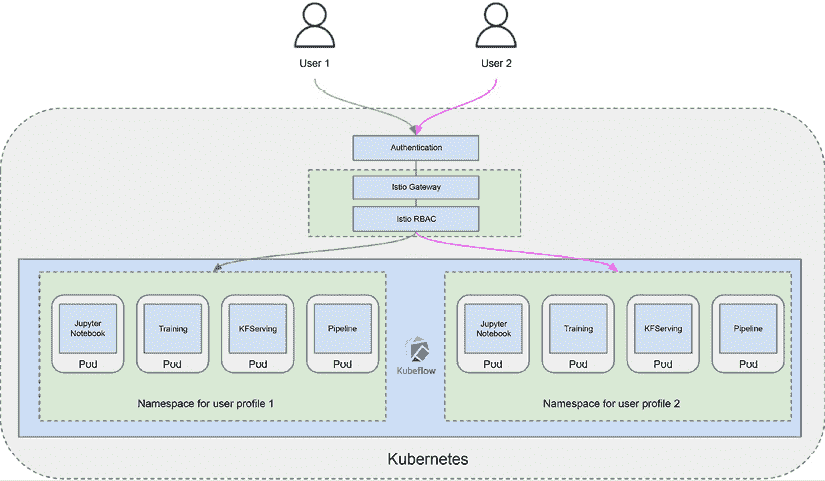 User 1
User 2
Authentication
Istio Gateway
Istio RBAC
Jupyter
Notebook
Pod
Training
Pod
KFServing
Pod
Pipeline
Pod
Namespace for user profile 1
Kubeflow
Jupyter
Notebook
Pod
Training
Pod
KFServing
Pod
Pipeline
Pod
Namespace for user profile 2
Kubernetes